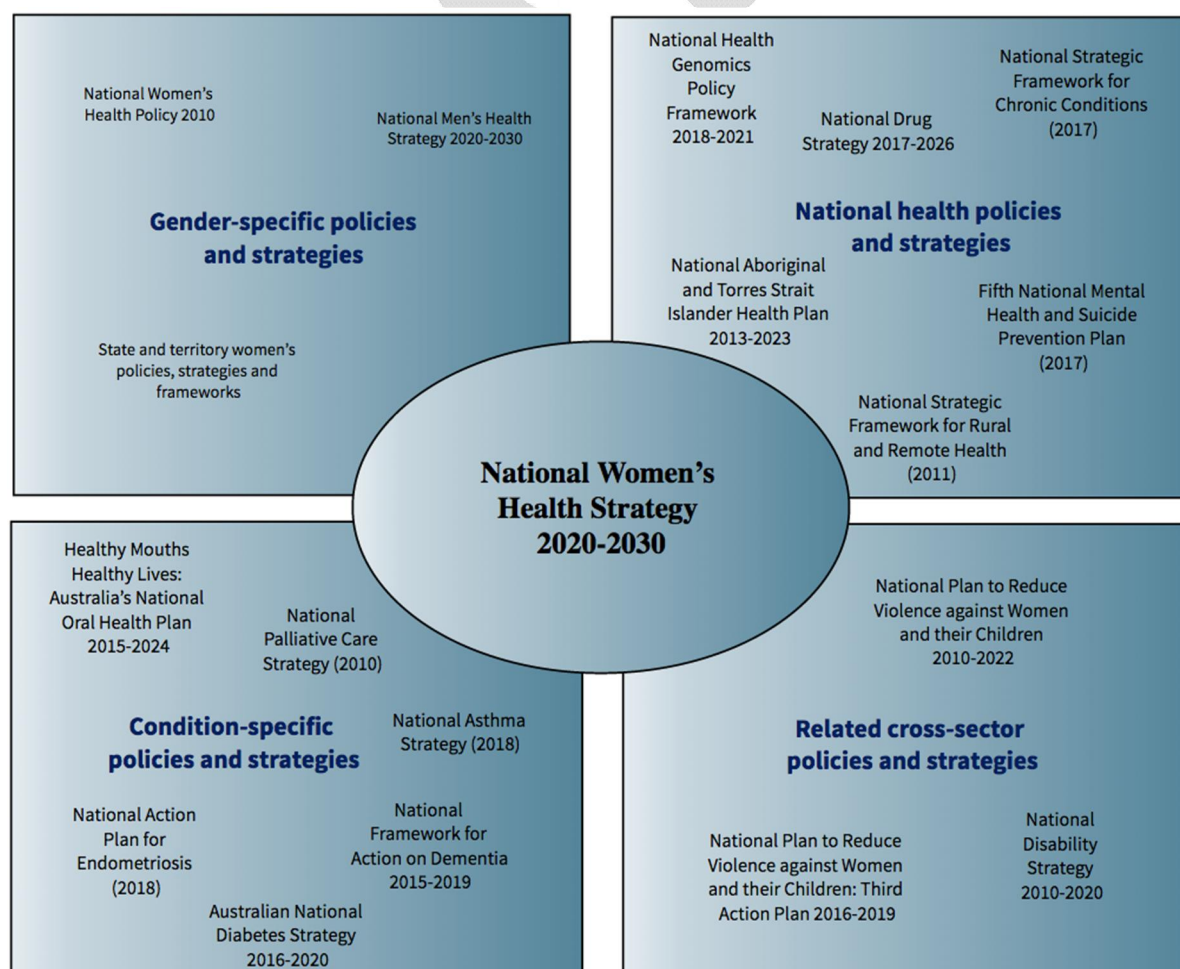 National Women's
Health Policy 2010
National Men's Health
Strategy 2020-2030
Gender-specific policies
and strategies
State and territory women's
policies, strategies and
frameworks
National Health
Genomics
Policy
Framework
2018-2021
National Drug
Strategy 2017-2026
National Strategic
Framework for
Chronic Conditions
(2017)
National health policies
and strategies
National Aboriginal
and Torres Strait
Islander Health Plan
2013-2023
Fifth National Mental
Health and Suicide
Prevention Plan
(2017)
National Strategic
Framework for Rural
and Remote Health
(2011)
National Women's
Health Strategy
2020-2030
Healthy Mouths
Healthy Lives:
Australia's National
Oral Health Plan
2015-2024
National
Palliative Care
Strategy (2010)
Condition-specific
policies and strategies
National Asthma
Strategy (2018)
National Action
Plan for
Endometriosis
(2018)
National
Framework for
Action on Dementia
2015-2019
Australian National
Diabetes Strategy
2016-2020
National Plan to Reduce
Violence against Women
and their Children
2010-2022
Related cross-sector
policies and strategies
National Plan to Reduce
Violence against Women
and their Children: Third
Action Plan 2016-2019
National
Disability
Strategy
2010-2020